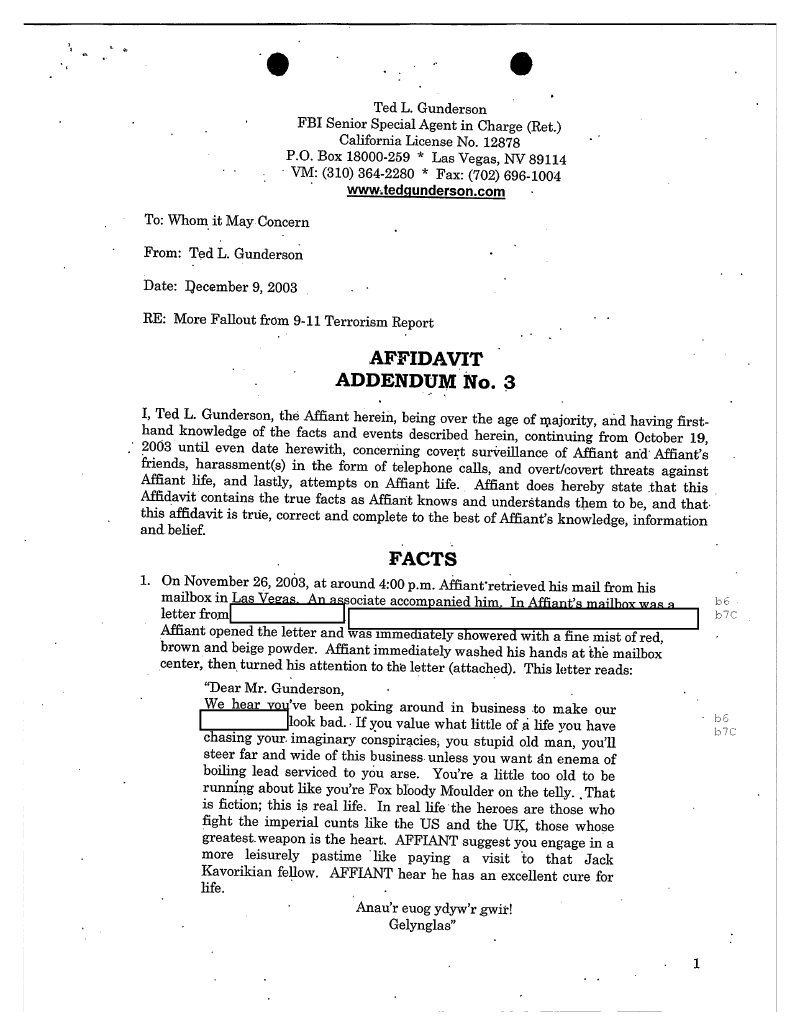 Ted L. Gunderson
FBI Senior Special Agent in Charge (Ret.)
California License No. 12878
P.O. Box 18000-259 * Las Vegas, NV 89114
VM: (310) 364-2280 * Fax: (702) 696-1004
www.tedgunderson.com
To: Whom it May Concern
From: Ted L. Gunderson
Date: December 9, 2003
RE: More Fallout from 9-11 Terrorism Report
AFFIDAVIT
ADDENDUM No. 3
I, Ted L. Gunderson, the Affiant herein, being over the age of majority, and having first-
hand knowledge of the facts and events described herein, continuing from October 19,
2003 until even date herewith, concerning covert surveillance of Affiant and Affiant's
friends, harassment(s) in the form of telephone calls, and overt/covert threats against
Affiant life, and lastly, attempts on Affiant life. Affiant does hereby state that this
Affidavit contains the true facts as Affiant knows and understands them to be, and that
this affidavit is true, correct and complete to the best of Affiant's knowledge, information
and belief.
FACTS
1. On November 26, 2003, at around 4:00 p.m. Affiant retrieved his mail from his
mailbox in Las Vegas. An associate accompanied him. In Affiant's mailbox was a
letter from
b6
b7C
Affiant opened the letter and was immediately showered with a fine mist of red,
brown and beige powder. Affiant immediately washed his hands at the mailbox
center, then turned his attention to the letter (attached). This letter reads:
"Dear Mr. Gunderson,
We hear you've been poking around in business to make our
look bad. If you value what little of a life you have
b6
b7C
chasing your imaginary conspiracies, you stupid old man, you'll
steer far and wide of this business unless you want an enema of
boiling lead serviced to you arse. You're a little too old to be
running about like you're Fox bloody Moulder on the telly. That
is fiction; this is real life. In real life the heroes are those who
fight the imperial cunts like the US and the UK, those whose
greatest weapon is the heart. AFFIANT suggest you engage in a
more leisurely pastime like paying a visit to that Jack
Kavorikian fellow. AFFIANT hear he has an excellent cure for
life.
Anau'r euog ydyw'r gwir!
Gelynglas"
1